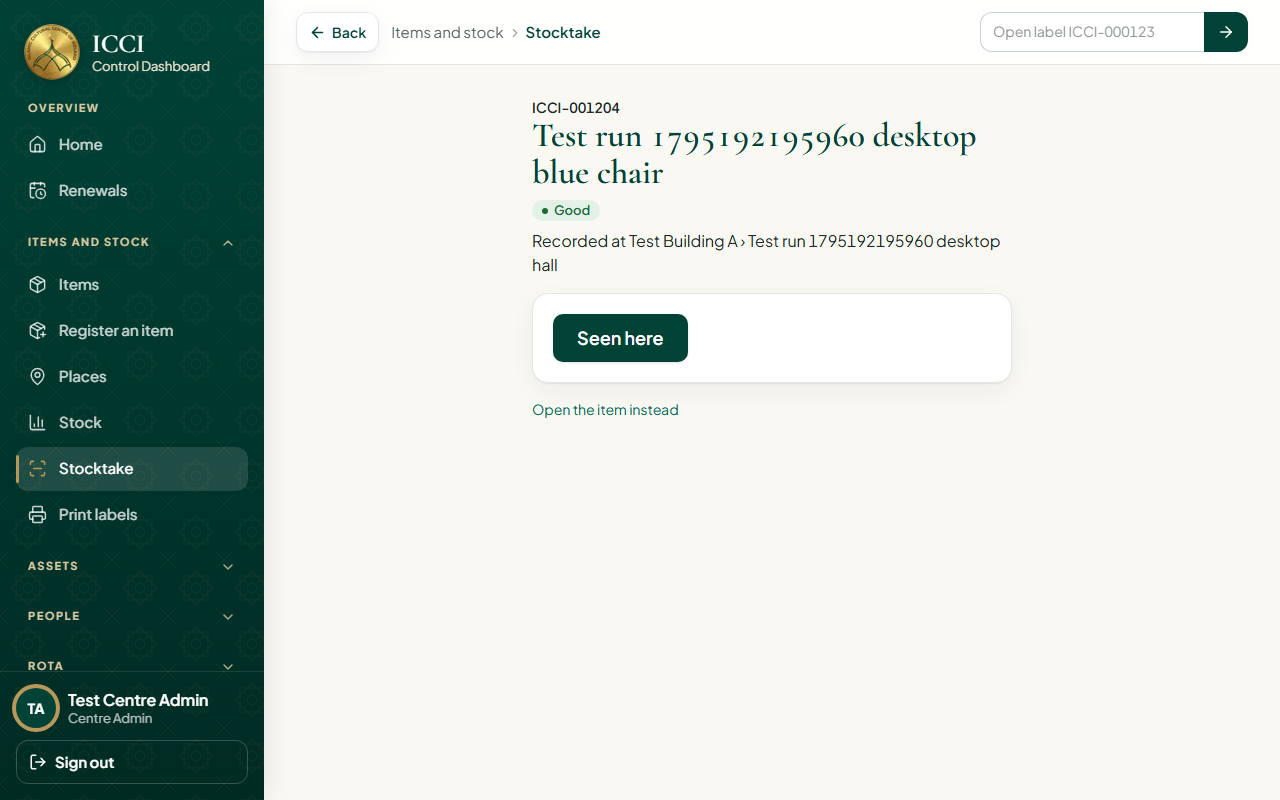 ICCI
Control Dashboard
OVERVIEW
Home
Renewals
ITEMS AND STOCK
Items
Register an item
Places
Stock
Stocktake
Print labels
ASSETS
PEOPLE
ROTA
TA
Test Centre Admin
Centre Admin
Sign out
Back
Items and stock
Stocktake
Open label ICCI-000123
ICCI-001204
Test run 1795192195960 desktop
blue chair
Good
Recorded at Test Building A › Test run 1795192195960 desktop
hall
Seen here
Open the item instead